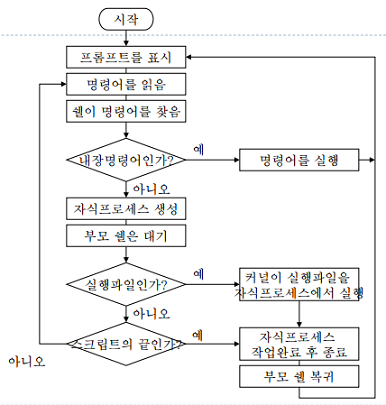 시작
프롬프트를 표시
명령어를 읽음
쉘이 명령어를 찾음
내장명령어인가?
예
명령어를 실행
아니오
자식프로세스 생성
부모 쉘은 대기
실행파일인가?
예
커널이 실행파일을
자식프로세스에서 실행
아니오
스크립트의 끝인가?
예
자식프로세스
작업완료 후 종료
아니오
부모 쉘 복귀